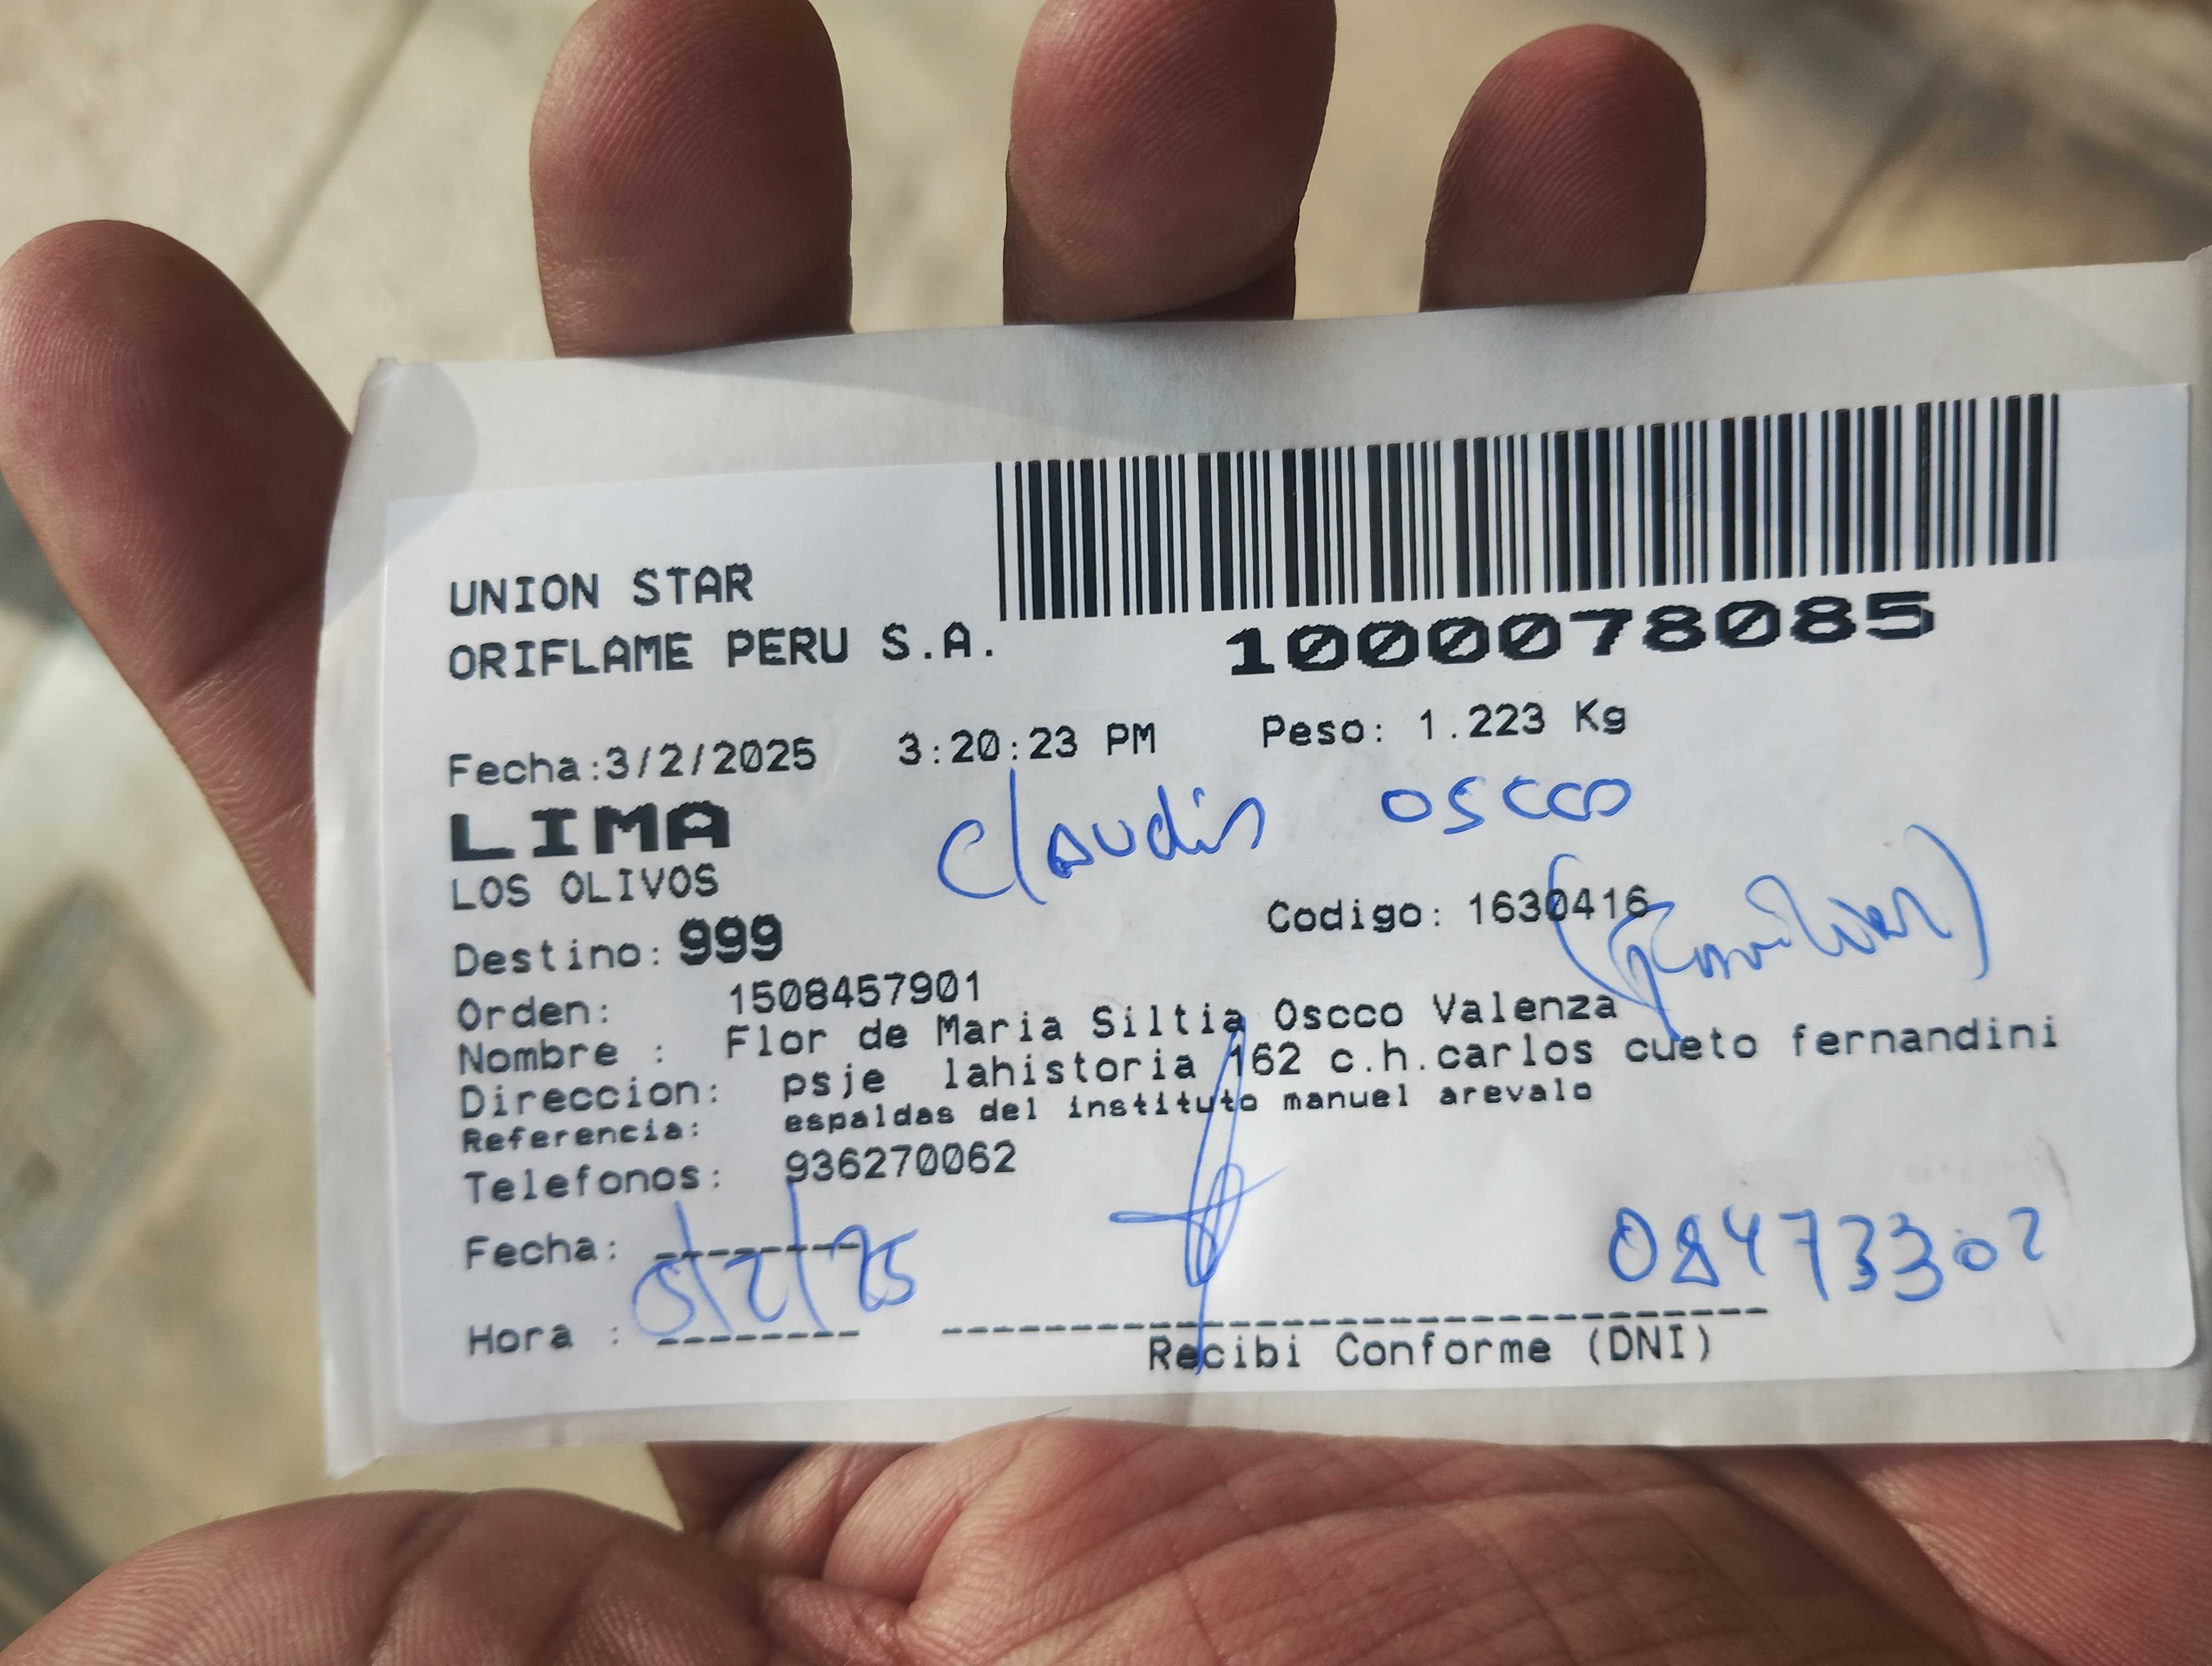 UNION STAR
ORIFLAME PERU S.A.
1000078085
Fecha:3/2/2025 3:20:23 PM Peso: 1.223 Kg
LIMA
Claudia Oscco
LOS OLIVOS
Codigo: 1630416
(familiar)
Destino: 999
Orden: 1508457901
Nombre : Flor de Maria Siltia Oscco Valenza
Direccion: psje lahistoria 162 c.h.carlos cueto fernandini
Referencia: espaldas del instituto manuel arevalo
Telefonos: 936270062
Fecha: 5/2/25
08473302
Hora :
Recibi Conforme (DNI)